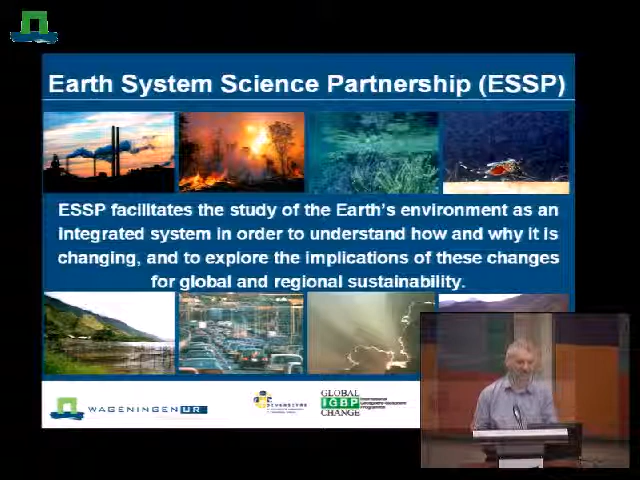 Earth System Science Partnership (ESSP)
ESSP facilitates the study of the Earth's environment as an
integrated system in order to understand how and why it is
changing, and to explore the implications of these changes
for global and regional sustainability.
WAGENINGEN UR
DIVERSITAS
GLOBAL
IGBP
CHANGE